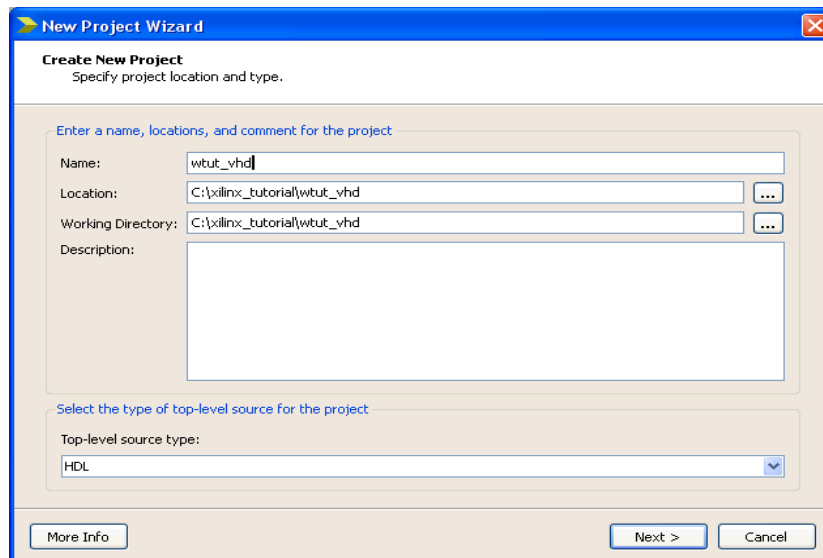 New Project Wizard
Create New Project
Specify project location and type.
Enter a name, locations, and comment for the project
Name: wtut_vhd
Location: C:\xilinx_tutorial\wtut_vhd ...
Working Directory: C:\xilinx_tutorial\wtut_vhd ...
Description:
Select the type of top-level source for the project
Top-level source type:
HDL
More Info Next > Cancel